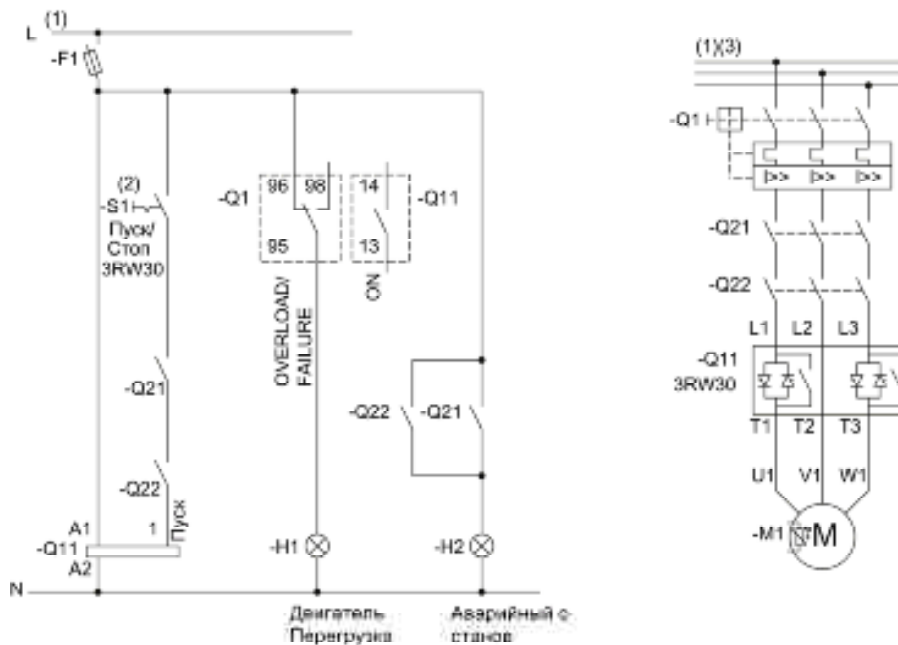 L (1)
-F1
(2)
-S1
Пуск/
Стоп
3RW30
-Q21
-Q22
A1 1 Пуск
-Q11
A2
N
-Q1 96 98 14 -Q11
95 13
OVERLOAD/
FAILURE
ON
-Q22 -Q21
-H1 -H2
Двигатель
Перегрузка
Аварийный о-
станов
(1)(3)
-Q1
-Q21
-Q22
L1 L2 L3
-Q11
3RW30
T1 T2 T3
U1 V1 W1
-M1 M